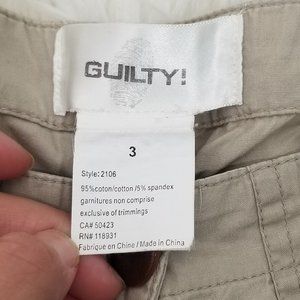 GUILTY!
3
Style: 2106
95%coton/cotton /5% spandex
garnitures non comprise
exclusive of trimmings
CA# 50423
RN# 118931
Fabrique en Chine / Made in China